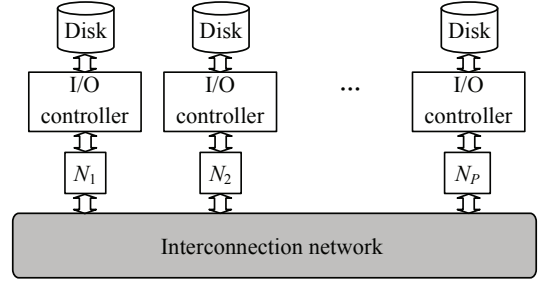 Disk Disk Disk
I/O I/O ... I/O
controller controller controller
N1 N2 NP
Interconnection network